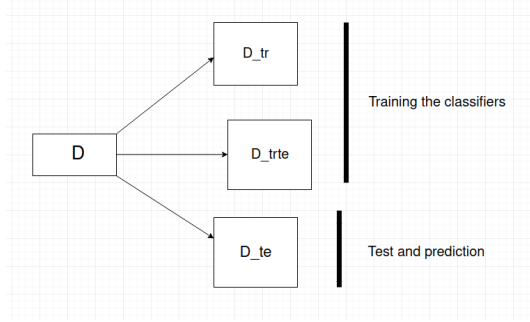 D_tr
Training the classifiers
D
D_trte
D_te
Test and prediction